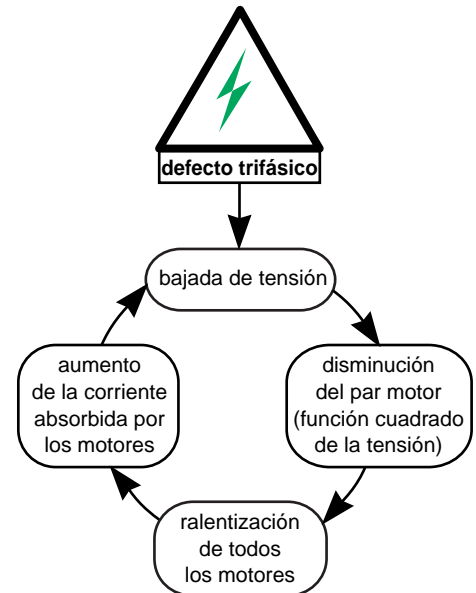 defecto trifásico
bajada de tensión
disminución
del par motor
(función cuadrado
de la tensión)
ralentización
de todos
los motores
aumento
de la corriente
absorbida por
los motores